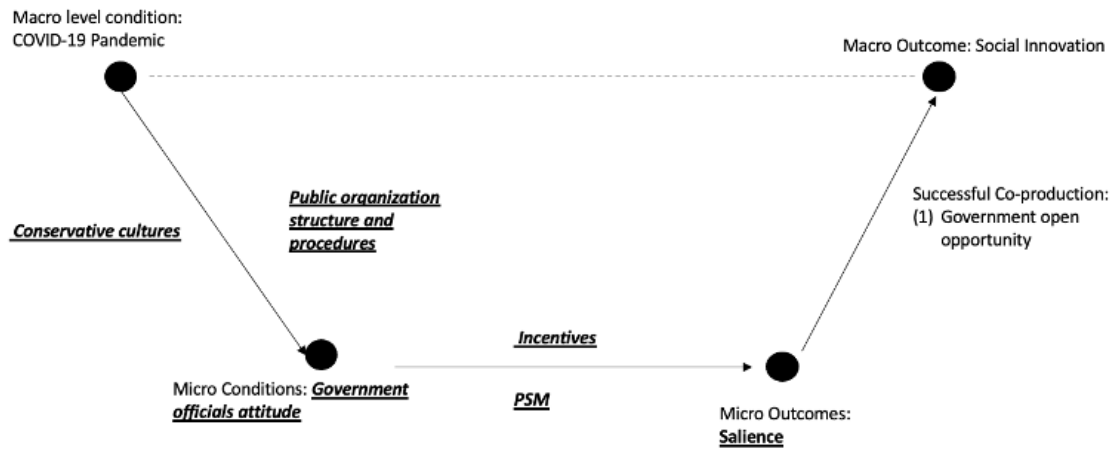 Macro level condition:
COVID-19 Pandemic
Macro Outcome: Social Innovation
Conservative cultures
Public organization
structure and
procedures
Successful Co-production:
(1) Government open
opportunity
Incentives
PSM
Micro Conditions: Government
officials attitude
Micro Outcomes:
Salience